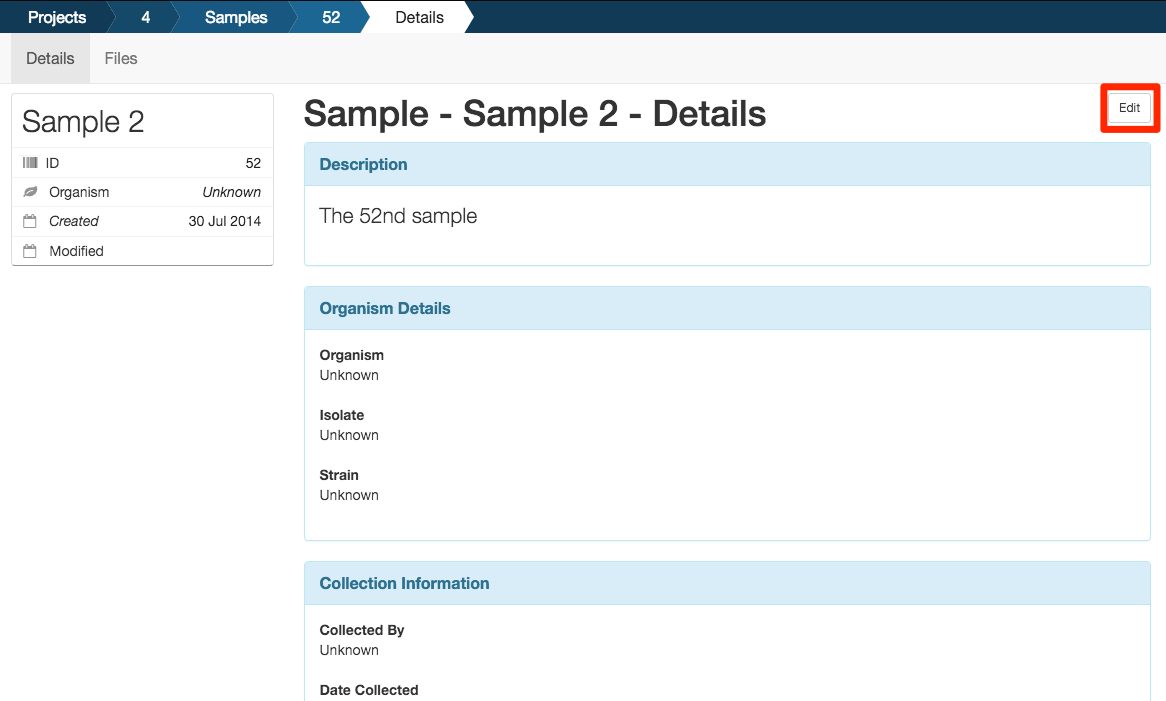 Projects 4 Samples 52 Details
Details Files
Sample 2
ID 52
Organism Unknown
Created 30 Jul 2014
Modified
Sample - Sample 2 - Details
Edit
Description
The 52nd sample
Organism Details
Organism
Unknown
Isolate
Unknown
Strain
Unknown
Collection Information
Collected By
Unknown
Date Collected